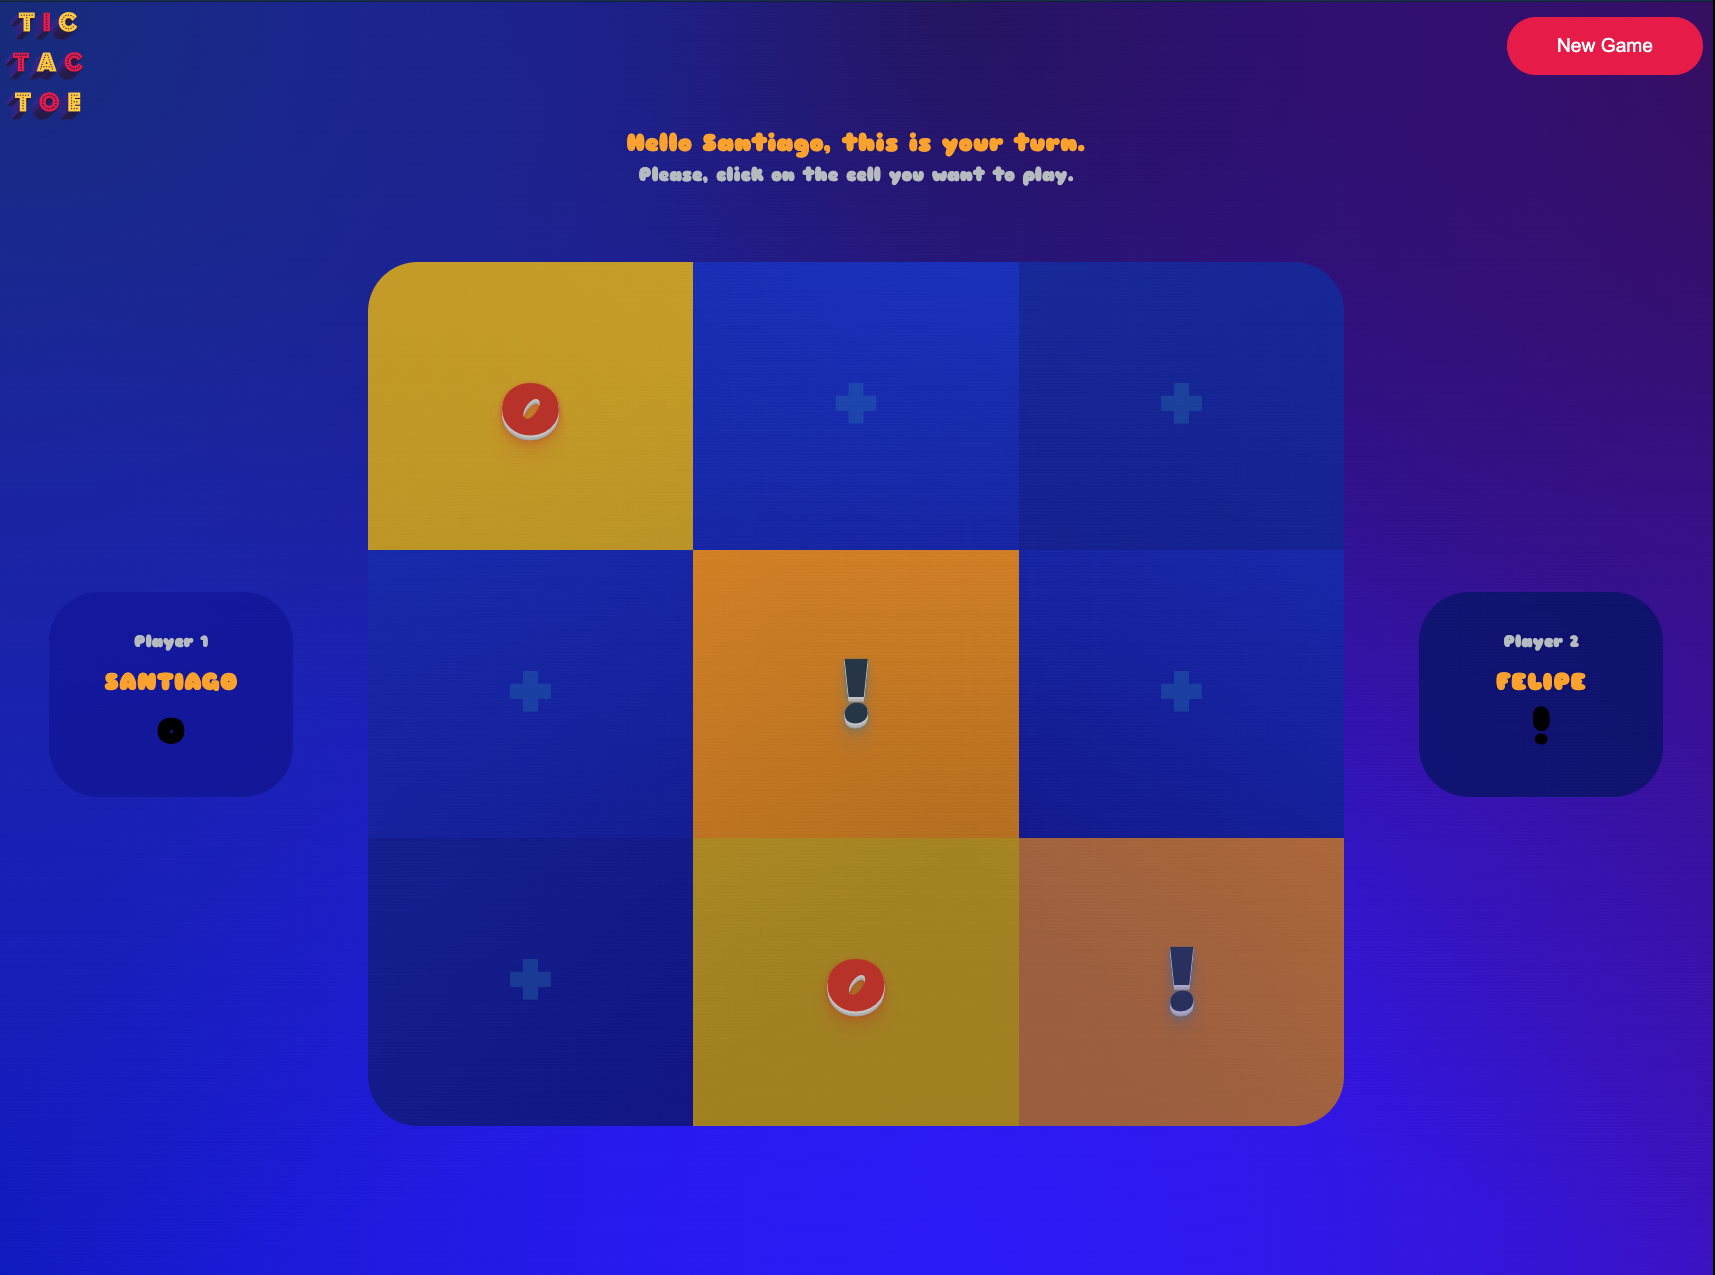 TIC
TAC
TOE
New Game
Hello Santiago, this is your turn.
Please, click on the cell you want to play.
O
!
Player 1
SANTIAGO
O
Player 2
FELIPE
!
O
!